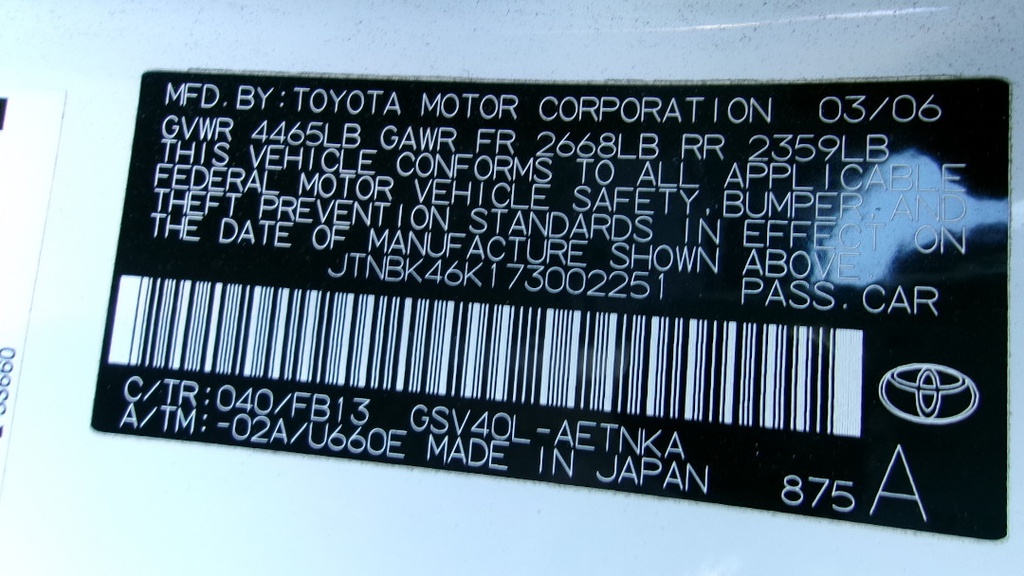 MFD. BY: TOYOTA MOTOR CORPORATION 03/06
GVWR 4465LB GAWR FR 2668LB RR 2359LB
THIS VEHICLE CONFORMS TO ALL APPLICABLE
FEDERAL MOTOR VEHICLE SAFETY, BUMPER, AND
THEFT PREVENTION STANDARDS IN EFFECT ON
THE DATE OF MANUFACTURE SHOWN ABOVE.
JTNBK46K173002251 PASS. CAR
C/TR: 040/FB13 GSV40L-AETNKA
A/TM: -02A/U660E MADE IN JAPAN 875 A